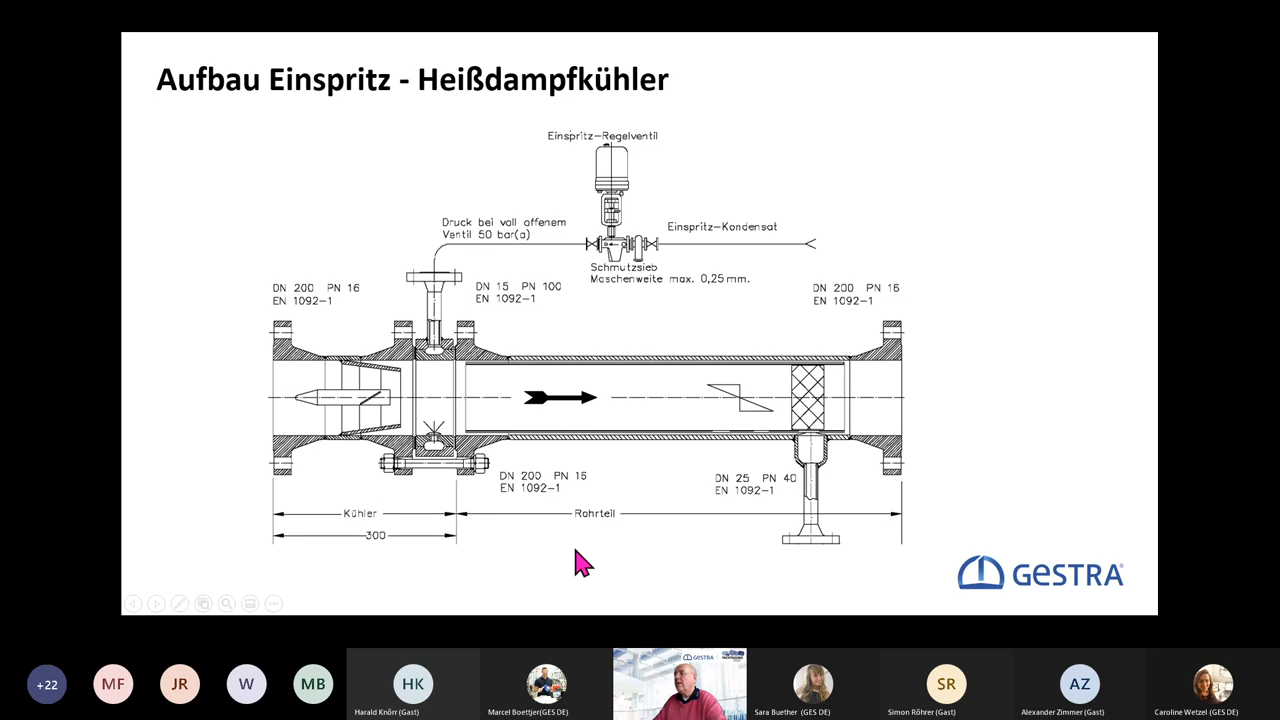 Aufbau Einspritz - Heißdampfkühler
Einspritz-Regelventil
Druck bei voll offenem
Ventil 50 bar(a)
Einspritz-Kondensat
Schmutzsieb
Maschenweite max. 0,25 mm.
DN 200 PN 16
EN 1092-1
DN 15 PN 100
EN 1092-1
DN 200 PN 16
EN 1092-1
DN 200 PN 16
EN 1092-1
DN 25 PN 40
EN 1092-1
Kühler
Rohrteil
300
GESTRA
+22
MF
JR
W
MB
HK
Harald Knörr (Gast)
Marcel Boettjer(GES DE)
GESTRA
Sara Buether (GES DE)
SR
Simon Röhrer (Gast)
AZ
Alexander Zimmer (Gast)
Caroline Wetzel (GES DE)